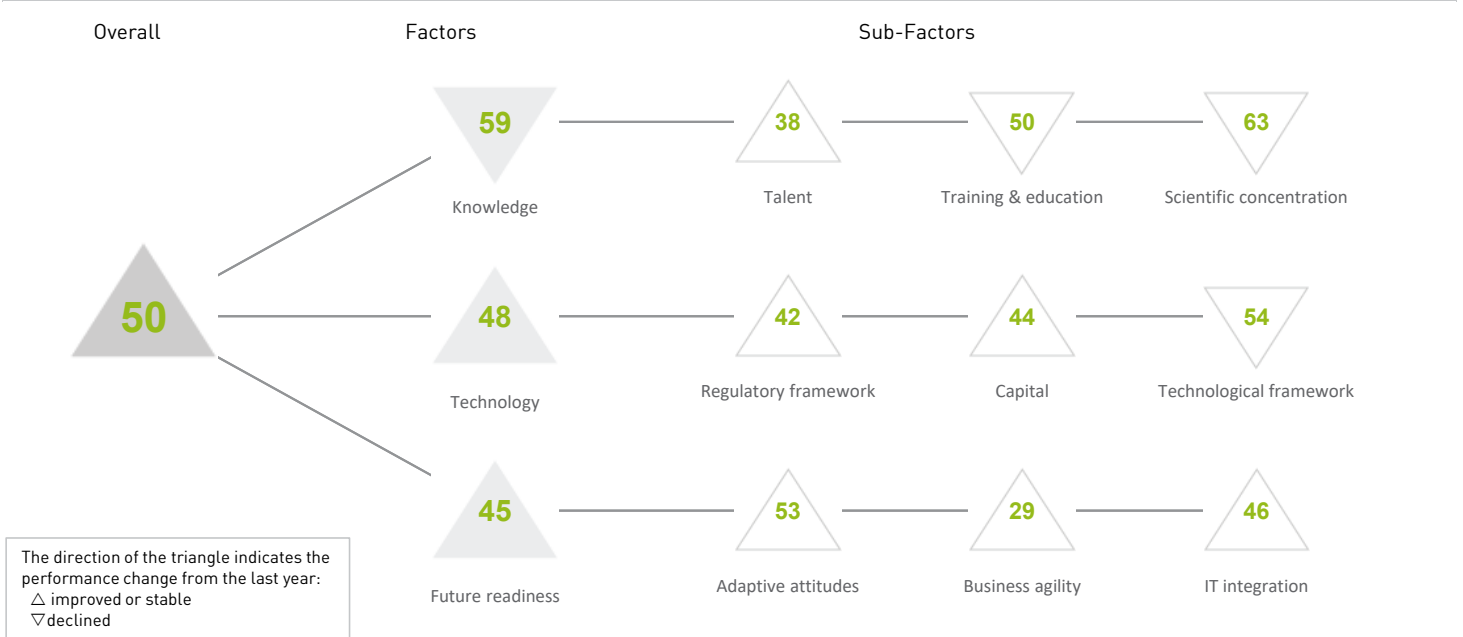 Overall
Factors
Sub-Factors
59
38
50
63
Knowledge
Talent
Training & education
Scientific concentration
50
48
42
44
54
Technology
Regulatory framework
Capital
Technological framework
45
53
29
46
Future readiness
Adaptive attitudes
Business agility
IT integration
The direction of the triangle indicates the
performance change from the last year:
△ improved or stable
▽declined